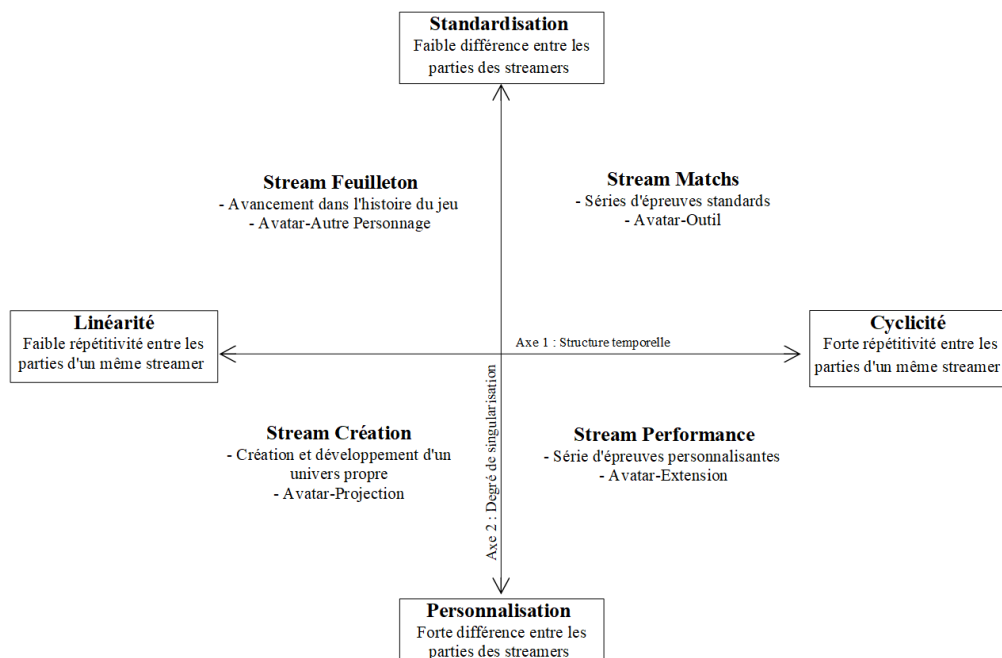 Standardisation
Faible différence entre les
parties des streamers
Stream Feuilleton
- Avancement dans l'histoire du jeu
- Avatar-Autre Personnage
Stream Matchs
- Séries d'épreuves standards
- Avatar-Outil
Linéarité
Faible répétitivité entre les
parties d'un même streamer
Axe 1 : Structure temporelle
Cyclicité
Forte répétitivité entre les
parties d'un même streamer
Axe 2 : Degré de singularisation
Stream Création
- Création et développement d'un
univers propre
- Avatar-Projection
Stream Performance
- Série d'épreuves personnalisantes
- Avatar-Extension
Personnalisation
Forte différence entre les
parties des streamers